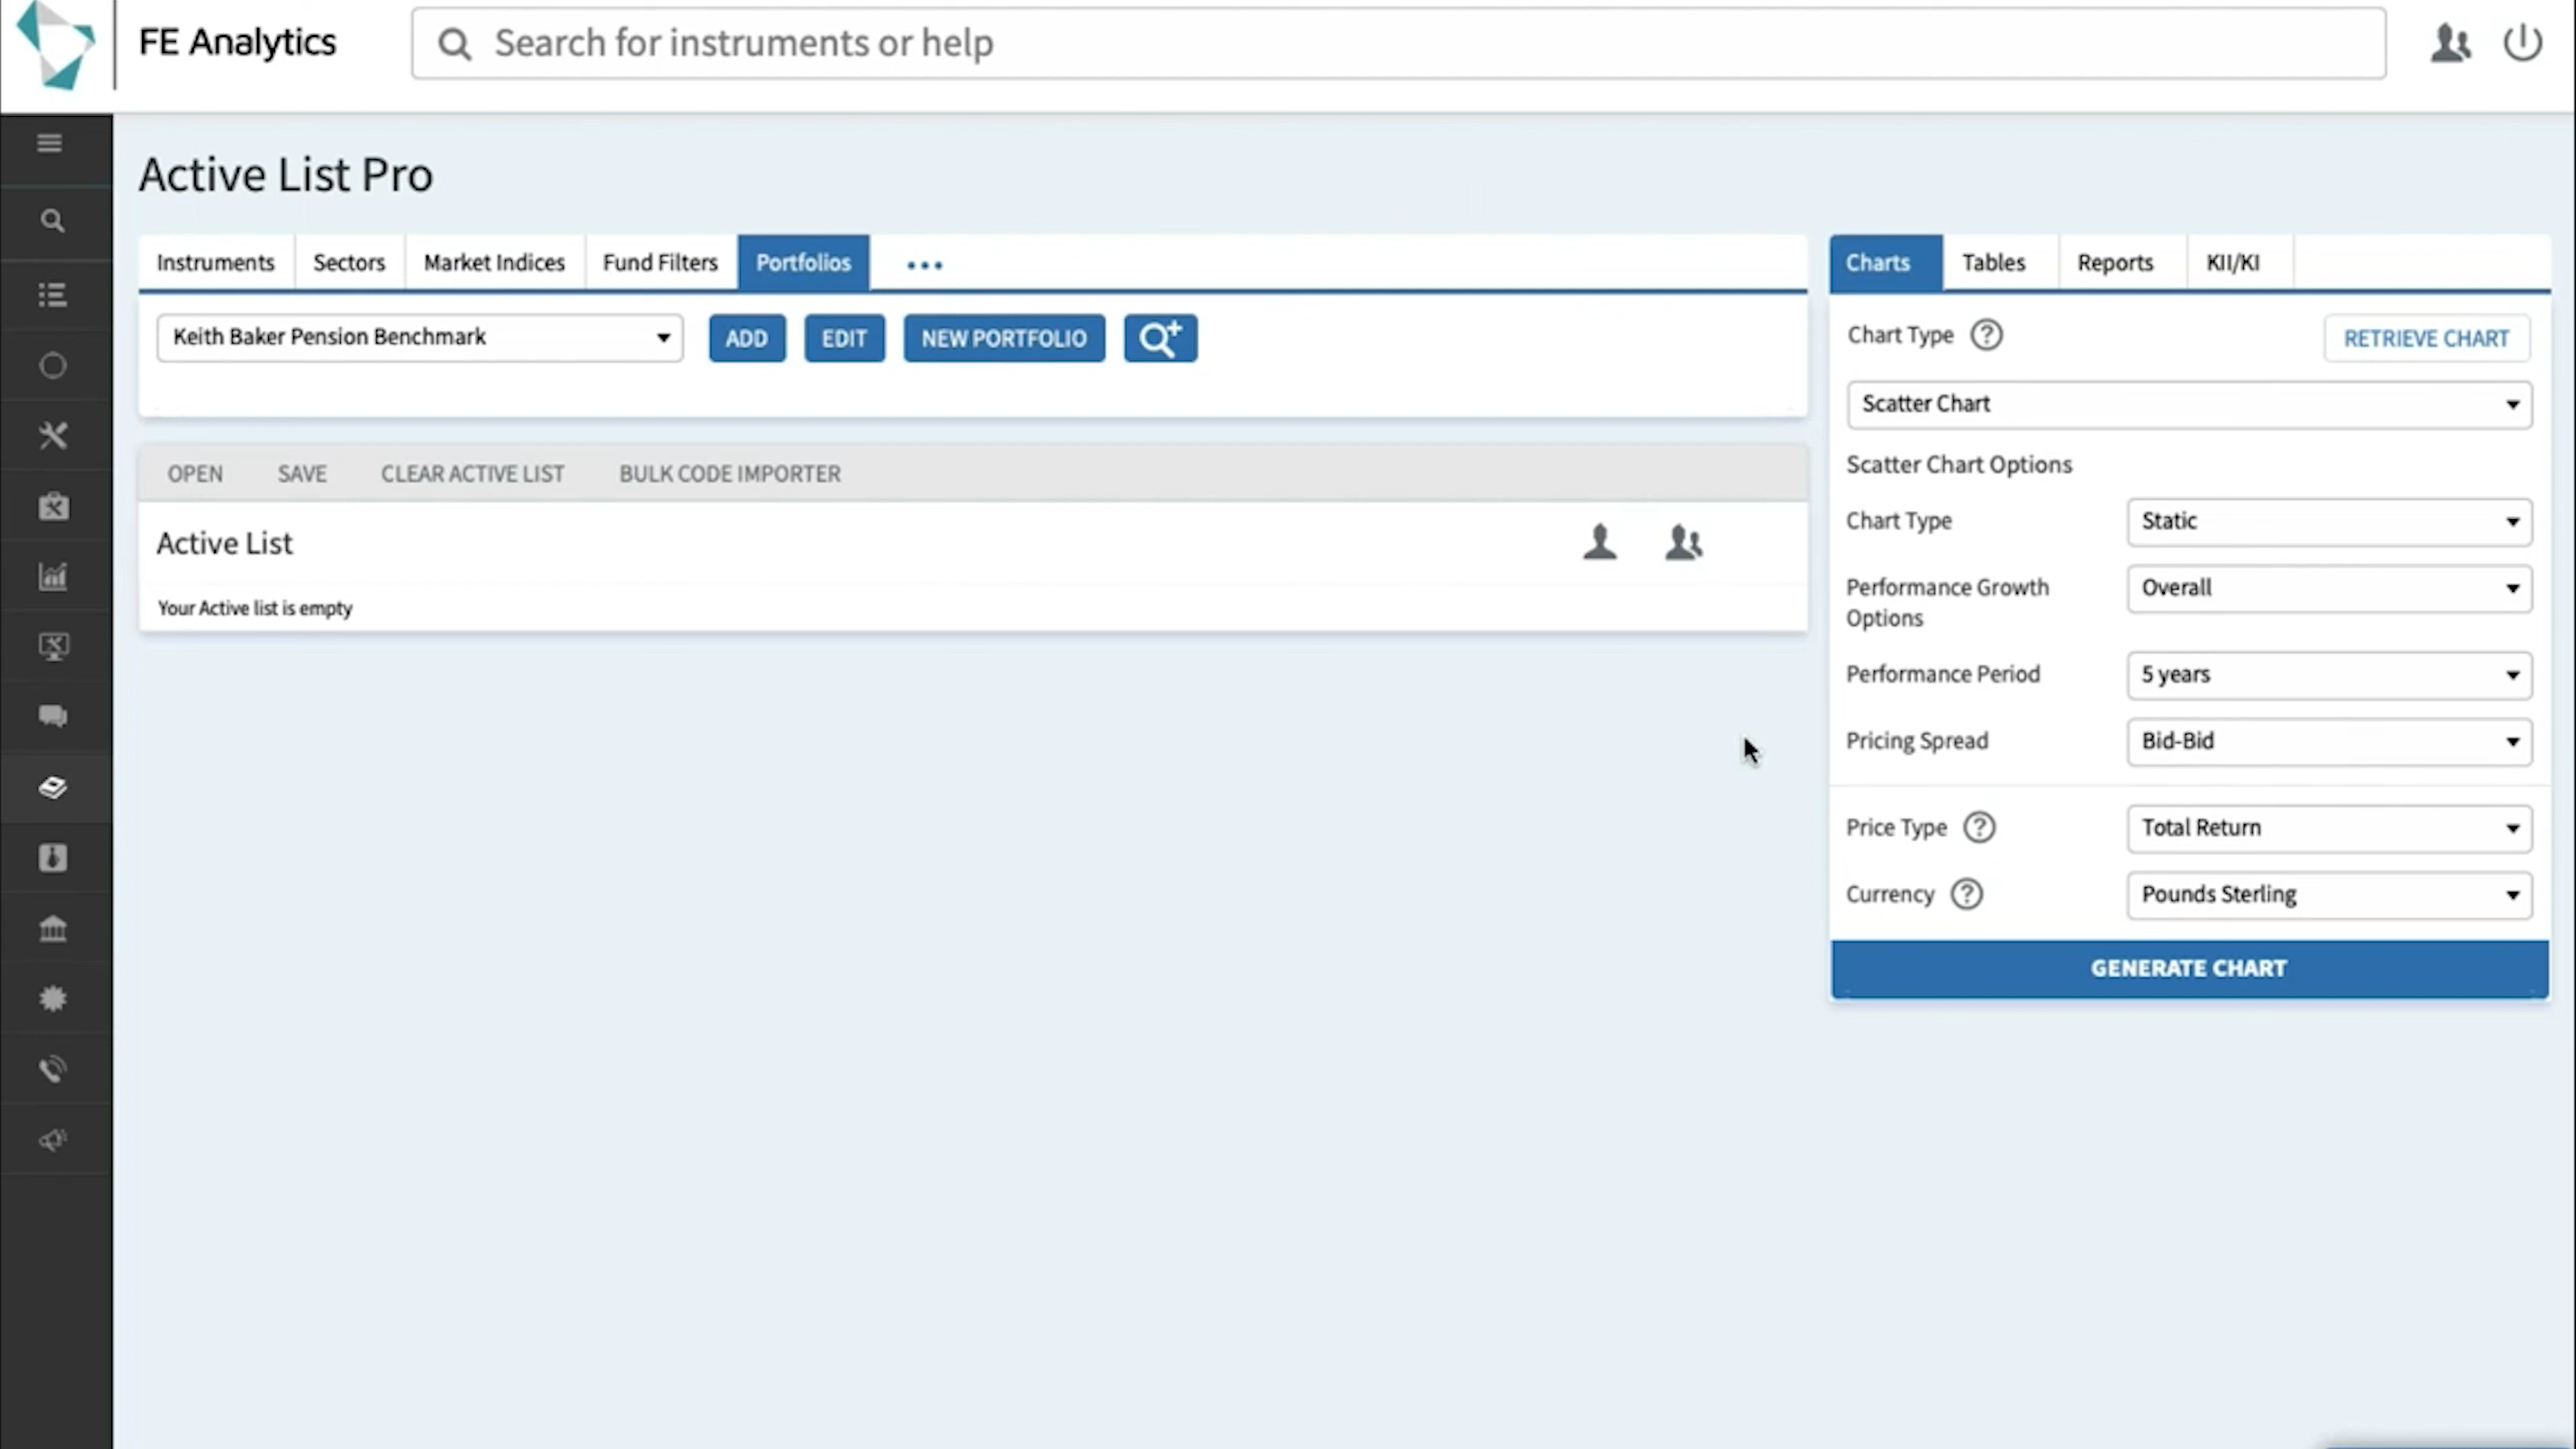 FE Analytics
Search for instruments or help
Active List Pro
Instruments Sectors Market Indices Fund Filters Portfolios ...
Keith Baker Pension Benchmark ADD EDIT NEW PORTFOLIO
OPEN SAVE CLEAR ACTIVE LIST BULK CODE IMPORTER
Active List
Your Active list is empty
Charts Tables Reports KII/KI
Chart Type ? RETRIEVE CHART
Scatter Chart
Scatter Chart Options
Chart Type Static
Performance Growth Options Overall
Performance Period 5 years
Pricing Spread Bid-Bid
Price Type ? Total Return
Currency ? Pounds Sterling
GENERATE CHART